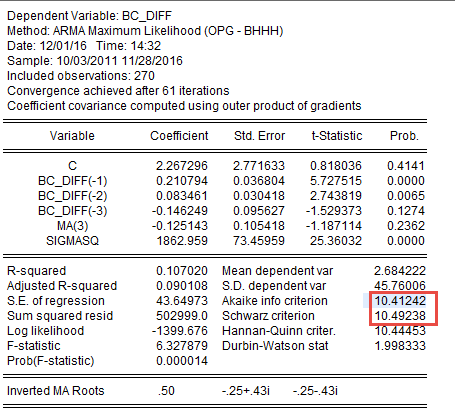 Dependent Variable: BC_DIFF
Method: ARMA Maximum Likelihood (OPG - BHHH)
Date: 12/01/16 Time: 14:32
Sample: 10/03/2011 11/28/2016
Included observations: 270
Convergence achieved after 61 iterations
Coefficient covariance computed using outer product of gradients
Variable Coefficient Std. Error t-Statistic Prob.
C 2.267296 2.771633 0.818036 0.4141
BC_DIFF(-1) 0.210794 0.036804 5.727515 0.0000
BC_DIFF(-2) 0.083461 0.030418 2.743819 0.0065
BC_DIFF(-3) -0.146249 0.095627 -1.529373 0.1274
MA(3) -0.125143 0.105418 -1.187114 0.2362
SIGMASQ 1862.959 73.45959 25.36032 0.0000
R-squared 0.107020 Mean dependent var 2.684222
Adjusted R-squared 0.090108 S.D. dependent var 45.76006
S.E. of regression 43.64973 Akaike info criterion 10.41242
Sum squared resid 502999.0 Schwarz criterion 10.49238
Log likelihood -1399.676 Hannan-Quinn criter. 10.44453
F-statistic 6.327879 Durbin-Watson stat 1.998333
Prob(F-statistic) 0.000014
Inverted MA Roots .50 -.25+.43i -.25-.43i